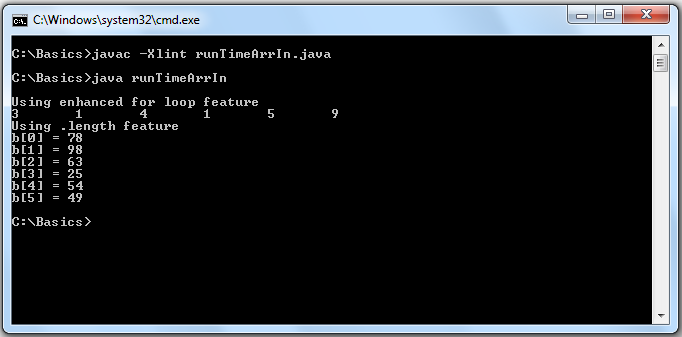 C:\Windows\system32\cmd.exe
C:\Basics>javac -Xlint runTimeArrIn.java
C:\Basics>java runTimeArrIn
Using enhanced for loop feature
3 1 4 1 5 9
Using .length feature
b[0] = 78
b[1] = 98
b[2] = 63
b[3] = 25
b[4] = 54
b[5] = 49
C:\Basics>